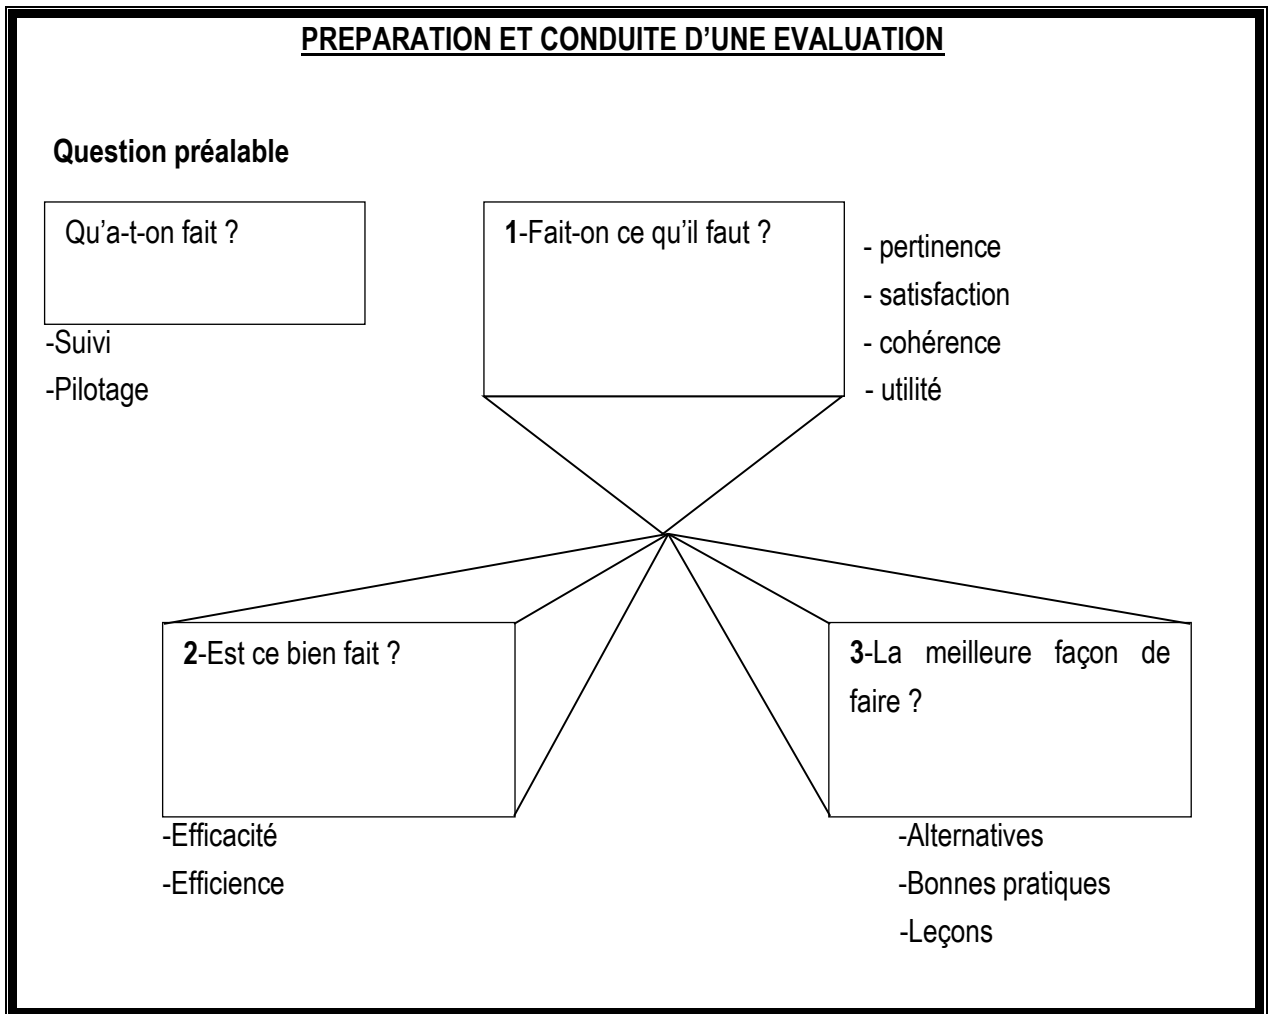 PREPARATION ET CONDUITE D’UNE EVALUATION
Question préalable
Qu’a-t-on fait ?
-Suivi
-Pilotage
1-Fait-on ce qu’il faut ?
- pertinence
- satisfaction
- cohérence
- utilité
2-Est ce bien fait ?
-Efficacité
-Efficience
3-La meilleure façon de
faire ?
-Alternatives
-Bonnes pratiques
-Leçons